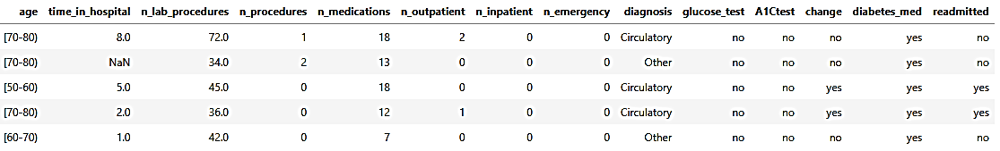 age time_in_hospital n_lab_procedures n_procedures n_medications n_outpatient n_inpatient n_emergency diagnosis glucose_test A1Ctest change diabetes_med readmitted
[70-80) 8.0 72.0 1 18 2 0 0 Circulatory no no no yes no
[70-80) NaN 34.0 2 13 0 0 0 Other no no no yes no
[50-60) 5.0 45.0 0 18 0 0 0 Circulatory no no yes yes yes
[70-80) 2.0 36.0 0 12 1 0 0 Circulatory no no yes yes yes
[60-70) 1.0 42.0 0 7 0 0 0 Other no no no yes no